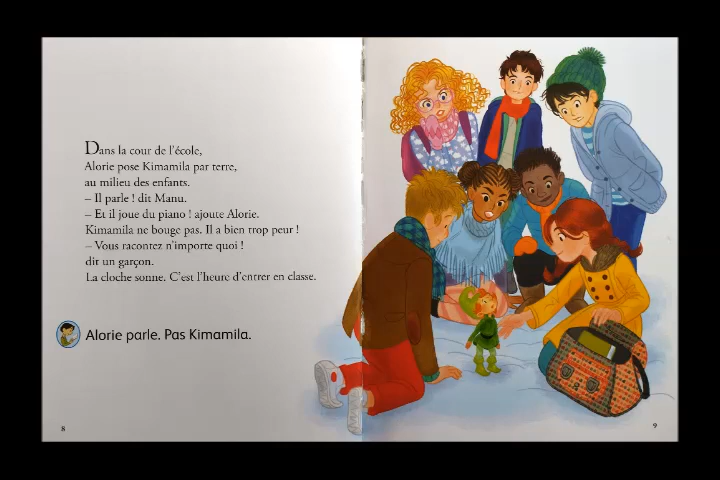 Dans la cour de l'école,
Alorie pose Kimamila par terre,
au milieu des enfants.
– Il parle ! dit Manu.
– Et il joue du piano ! ajoute Alorie.
Kimamila ne bouge pas. Il a bien trop peur !
– Vous racontez n'importe quoi !
dit un garçon.
La cloche sonne. C'est l'heure d'entrer en classe.
Alorie parle. Pas Kimamila.
8
9